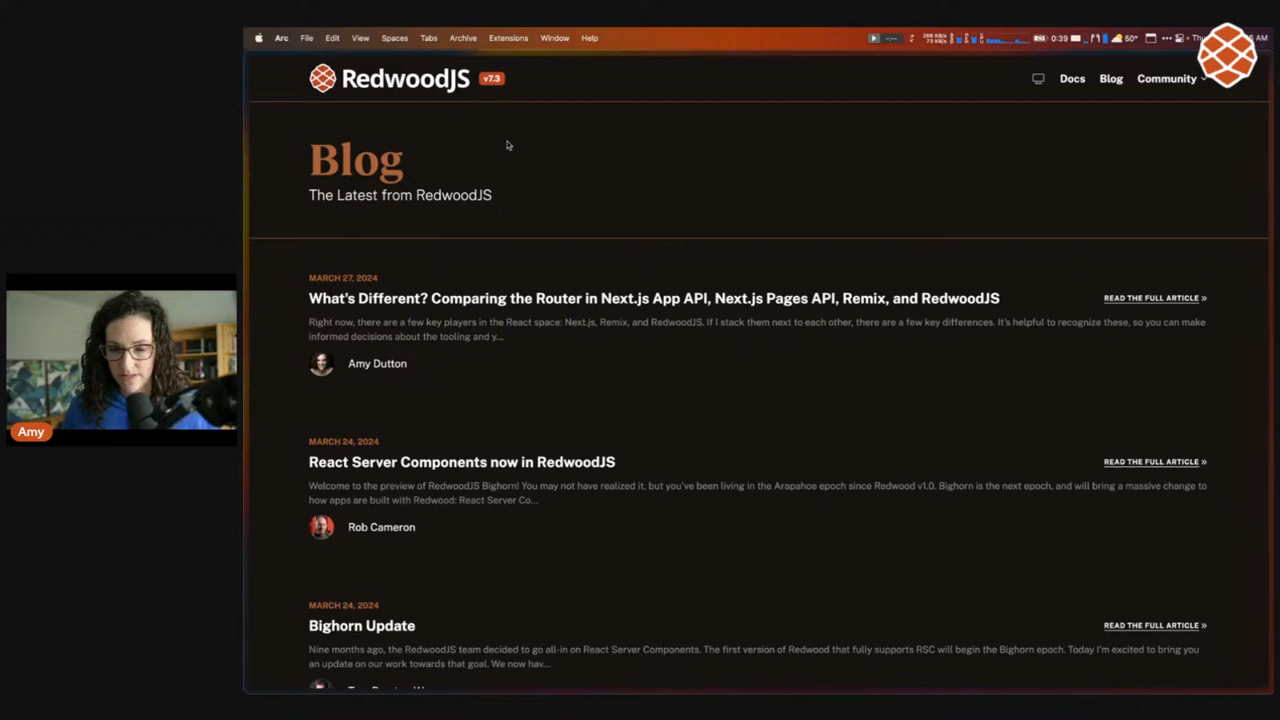 Arc File Edit View Spaces Tabs Archive Extensions Window Help
0:39 50° AM
RedwoodJS v7.3 Docs Blog Community
Blog
The Latest from RedwoodJS
MARCH 27, 2024
What's Different? Comparing the Router in Next.js App API, Next.js Pages API, Remix, and RedwoodJS
READ THE FULL ARTICLE »
Right now, there are a few key players in the React space: Next.js, Remix, and RedwoodJS. If I stack them next to each other, there are a few key differences. It's helpful to recognize these, so you can make
informed decisions about the tooling and y...
Amy Dutton
Amy
MARCH 24, 2024
React Server Components now in RedwoodJS
READ THE FULL ARTICLE »
Welcome to the preview of RedwoodJS Bighorn! You may not have realized it, but you've been living in the Arapahoe epoch since Redwood v1.0. Bighorn is the next epoch, and will bring a massive change to
how apps are built with Redwood: React Server Co...
Rob Cameron
MARCH 24, 2024
Bighorn Update
READ THE FULL ARTICLE »
Nine months ago, the RedwoodJS team decided to go all-in on React Server Components. The first version of Redwood that fully supports RSC will begin the Bighorn epoch. Today I'm excited to bring you
an update on our work towards that goal. We now hav...